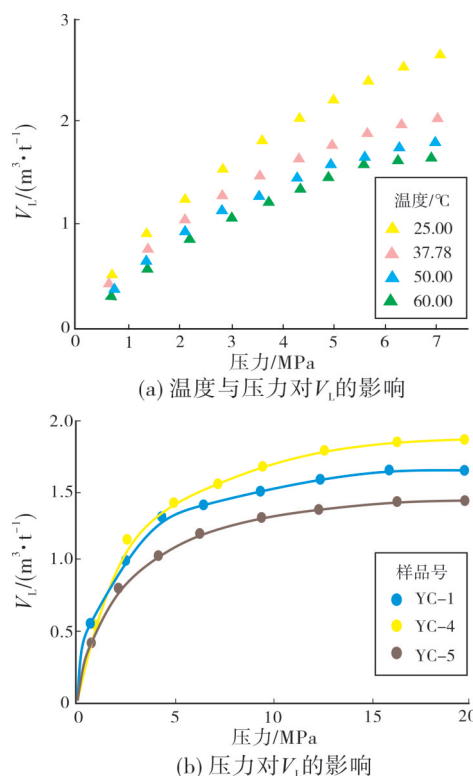 3
2
1
0
V_L/(m³·t⁻¹)
温度/℃
25.00
37.78
50.00
60.00
0 1 2 3 4 5 6 7
压力/MPa
(a) 温度与压力对V_L的影响
2.0
1.5
1.0
0.5
0
V_L/(m³·t⁻¹)
样品号
YC-1
YC-4
YC-5
0 5 10 15 20
压力/MPa
(b) 压力对V_L的影响